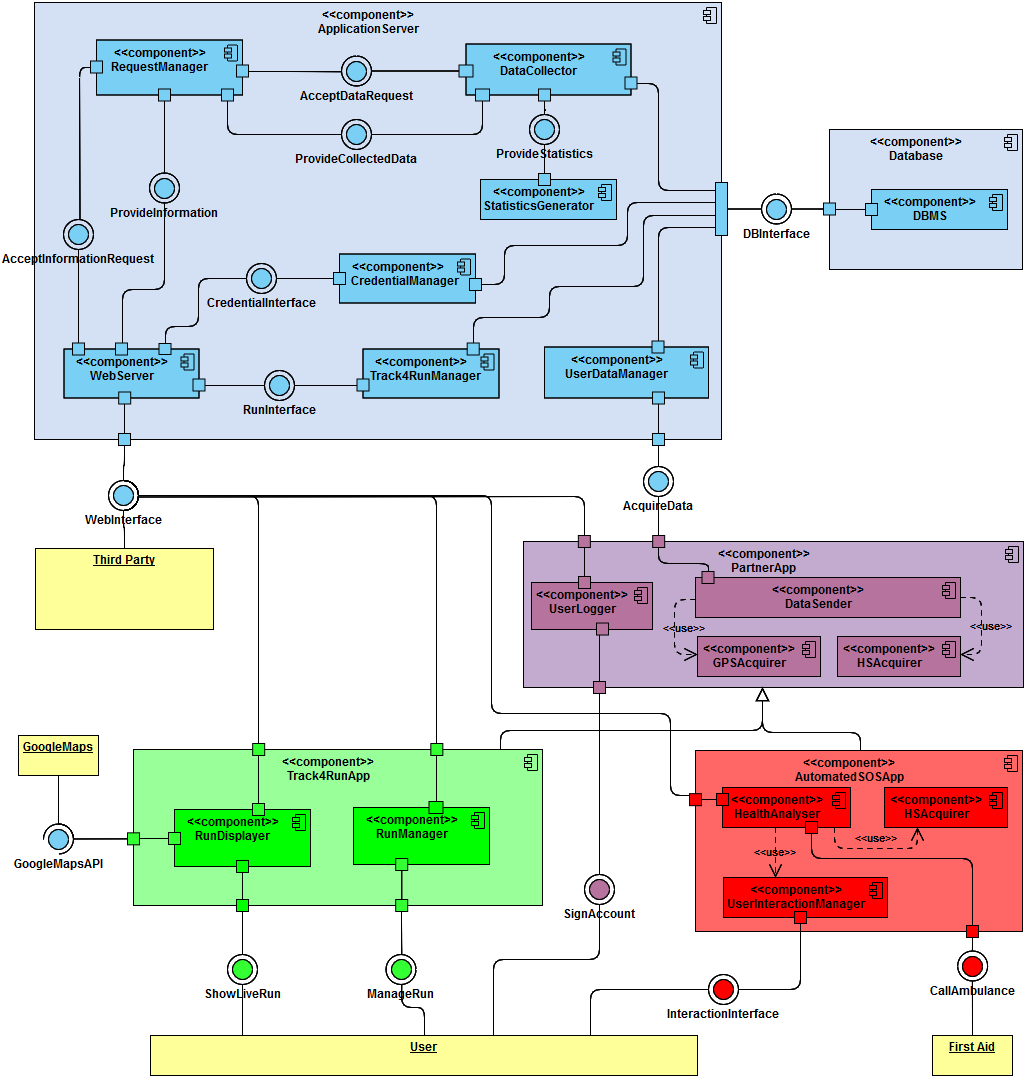 <<component>>
ApplicationServer
<<component>>
RequestManager
<<component>>
DataCollector
AcceptDataRequest
ProvideCollectedData
ProvideStatistics
<<component>>
Database
<<component>>
StatisticsGenerator
<<component>>
DBMS
ProvideInformation
DBInterface
AcceptInformationRequest
<<component>>
CredentialManager
CredentialInterface
<<component>>
WebServer
<<component>>
Track4RunManager
<<component>>
UserDataManager
RunInterface
WebInterface
AcquireData
Third Party
<<component>>
PartnerApp
<<component>>
UserLogger
<<component>>
DataSender
<<use>>
<<use>>
<<component>>
GPSAcquirer
<<component>>
HSAcquirer
GoogleMaps
<<component>>
Track4RunApp
<<component>>
AutomatedSOSApp
<<component>>
RunDisplayer
<<component>>
RunManager
<<component>>
HealthAnalyser
<<component>>
HSAcquirer
GoogleMapsAPI
<<use>>
<<use>>
<<component>>
UserInteractionManager
SignAccount
ShowLiveRun
ManageRun
InteractionInterface
CallAmbulance
User
First Aid